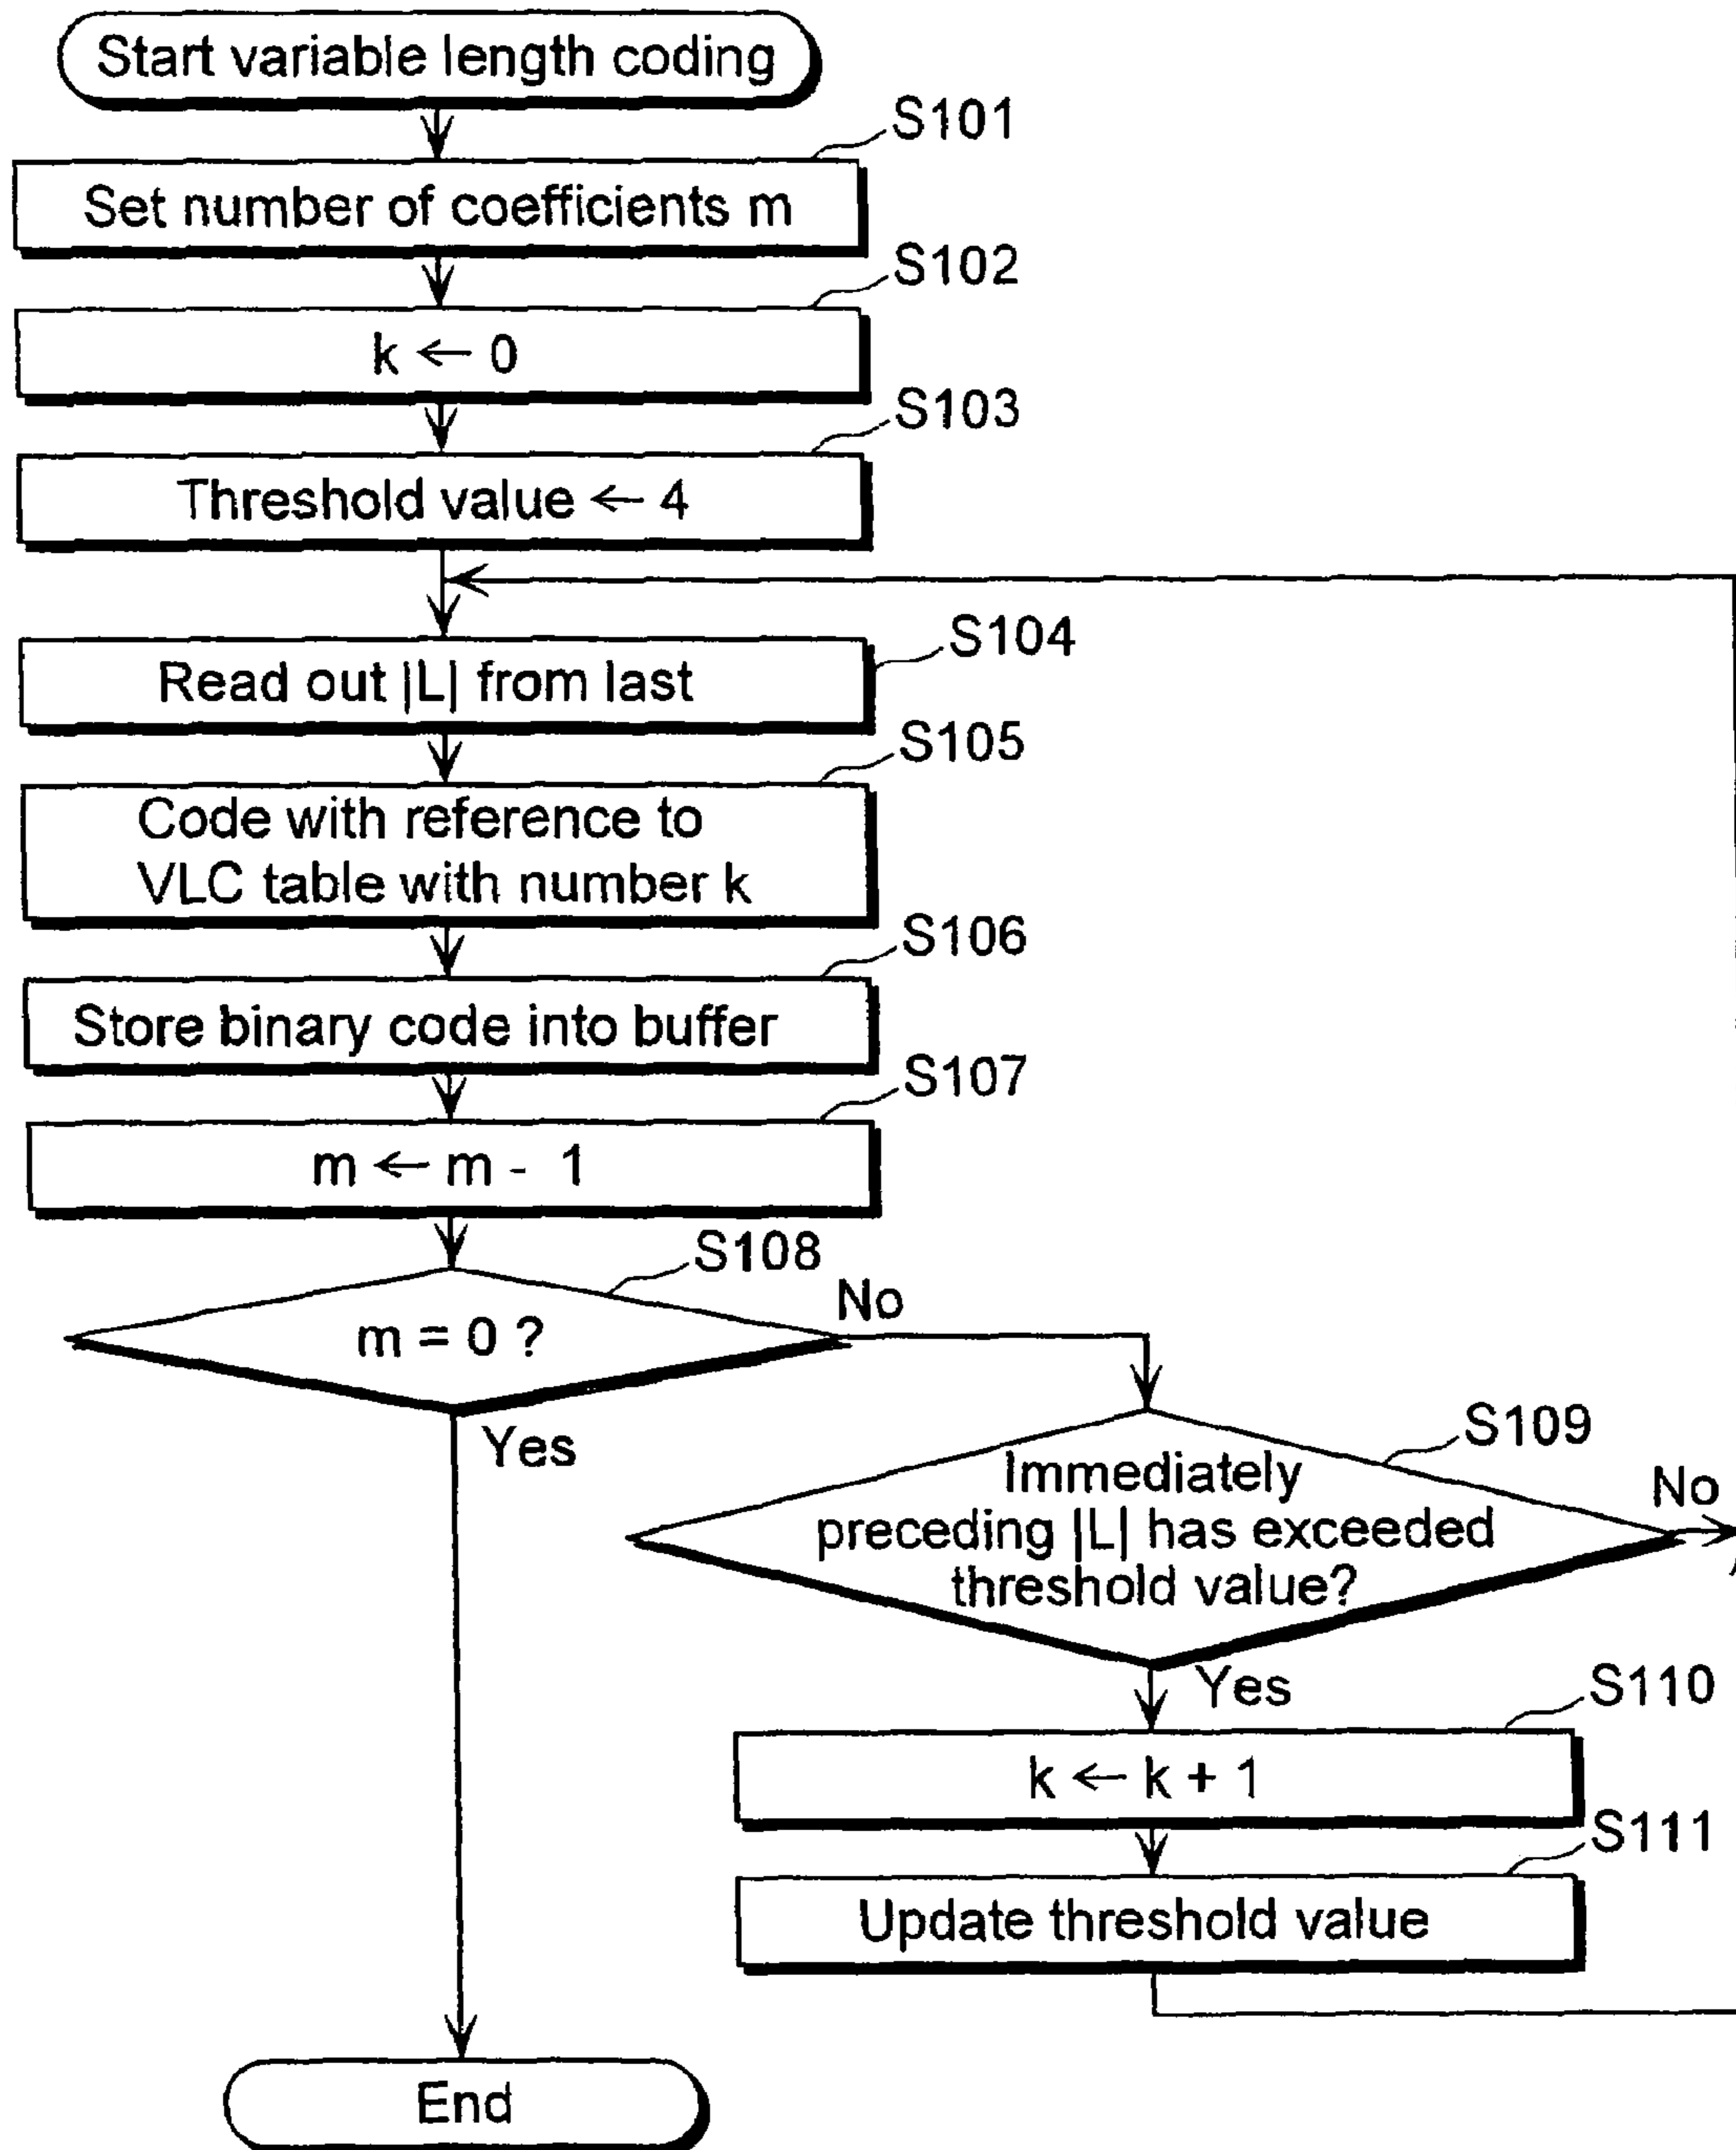 Start variable length coding
S101
Set number of coefficients m
S102
k ← 0
S103
Threshold value ← 4
S104
Read out |L| from last
S105
Code with reference to
VLC table with number k
S106
Store binary code into buffer
S107
m ← m - 1
S108
m = 0 ?
No
Yes
S109
Immediately
preceding |L| has exceeded
threshold value?
No
Yes
S110
k ← k + 1
S111
Update threshold value
End